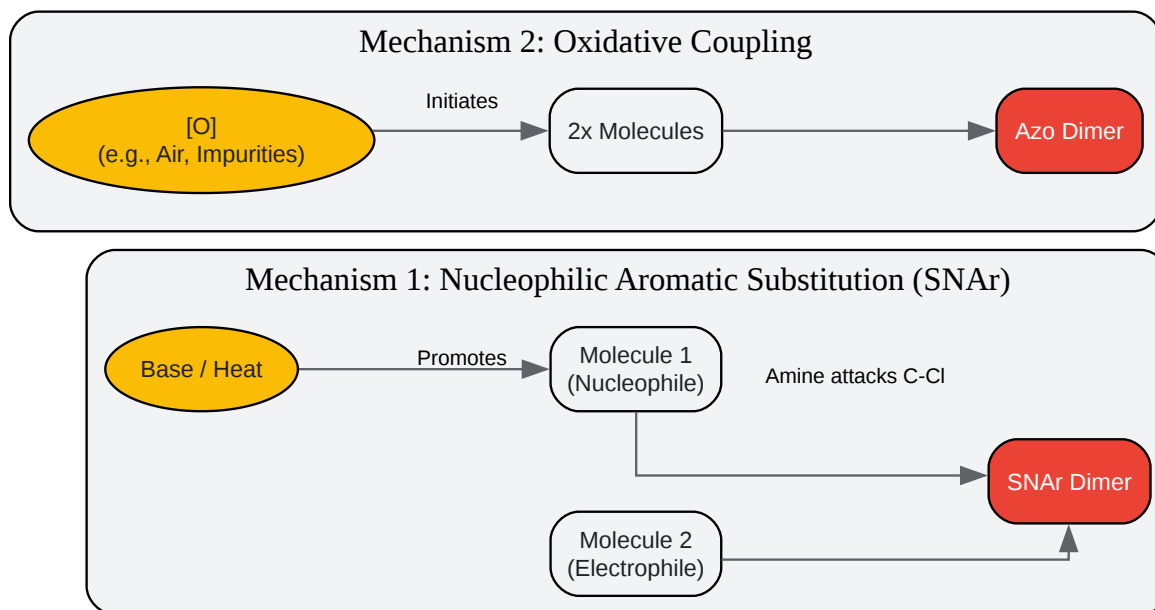 Mechanism 2: Oxidative Coupling
[O]
(e.g., Air, Impurities)
Initiates
2x Molecules
Azo Dimer
Mechanism 1: Nucleophilic Aromatic Substitution (SNAr)
Base / Heat
Promotes
Molecule 1
(Nucleophile)
Amine attacks C-Cl
SNAr Dimer
Molecule 2
(Electrophile)